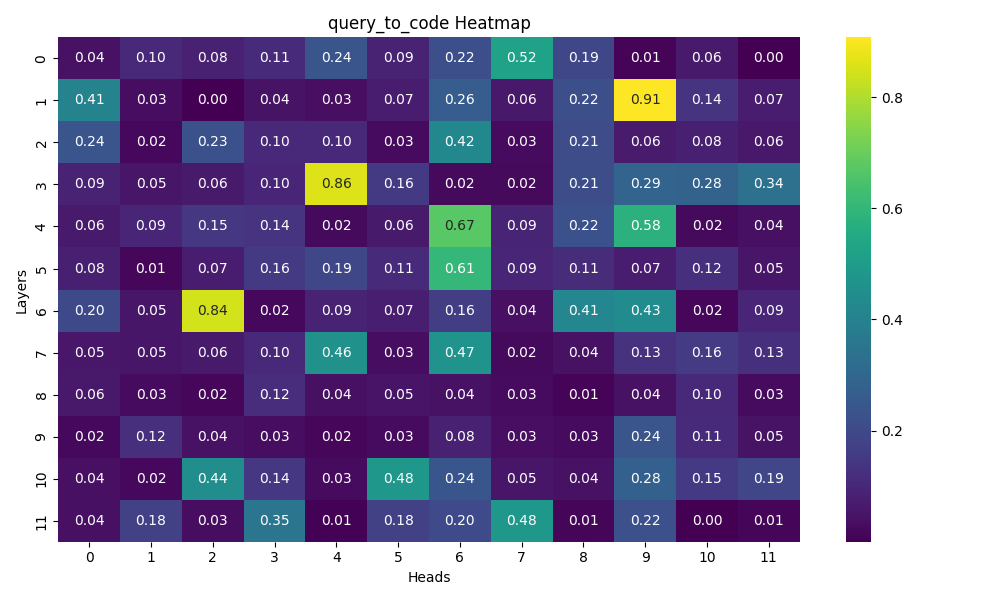 query_to_code Heatmap
0 0.04 0.10 0.08 0.11 0.24 0.09 0.22 0.52 0.19 0.01 0.06 0.00
1 0.41 0.03 0.00 0.04 0.03 0.07 0.26 0.06 0.22 0.91 0.14 0.07
2 0.24 0.02 0.23 0.10 0.10 0.03 0.42 0.03 0.21 0.06 0.08 0.06
3 0.09 0.05 0.06 0.10 0.86 0.16 0.02 0.02 0.21 0.29 0.28 0.34
4 0.06 0.09 0.15 0.14 0.02 0.06 0.67 0.09 0.22 0.58 0.02 0.04
5 0.08 0.01 0.07 0.16 0.19 0.11 0.61 0.09 0.11 0.07 0.12 0.05
6 0.20 0.05 0.84 0.02 0.09 0.07 0.16 0.04 0.41 0.43 0.02 0.09
7 0.05 0.05 0.06 0.10 0.46 0.03 0.47 0.02 0.04 0.13 0.16 0.13
8 0.06 0.03 0.02 0.12 0.04 0.05 0.04 0.03 0.01 0.04 0.10 0.03
9 0.02 0.12 0.04 0.03 0.02 0.03 0.08 0.03 0.03 0.24 0.11 0.05
10 0.04 0.02 0.44 0.14 0.03 0.48 0.24 0.05 0.04 0.28 0.15 0.19
11 0.04 0.18 0.03 0.35 0.01 0.18 0.20 0.48 0.01 0.22 0.00 0.01
0 1 2 3 4 5 6 7 8 9 10 11
Heads
Layers
0.8
0.6
0.4
0.2